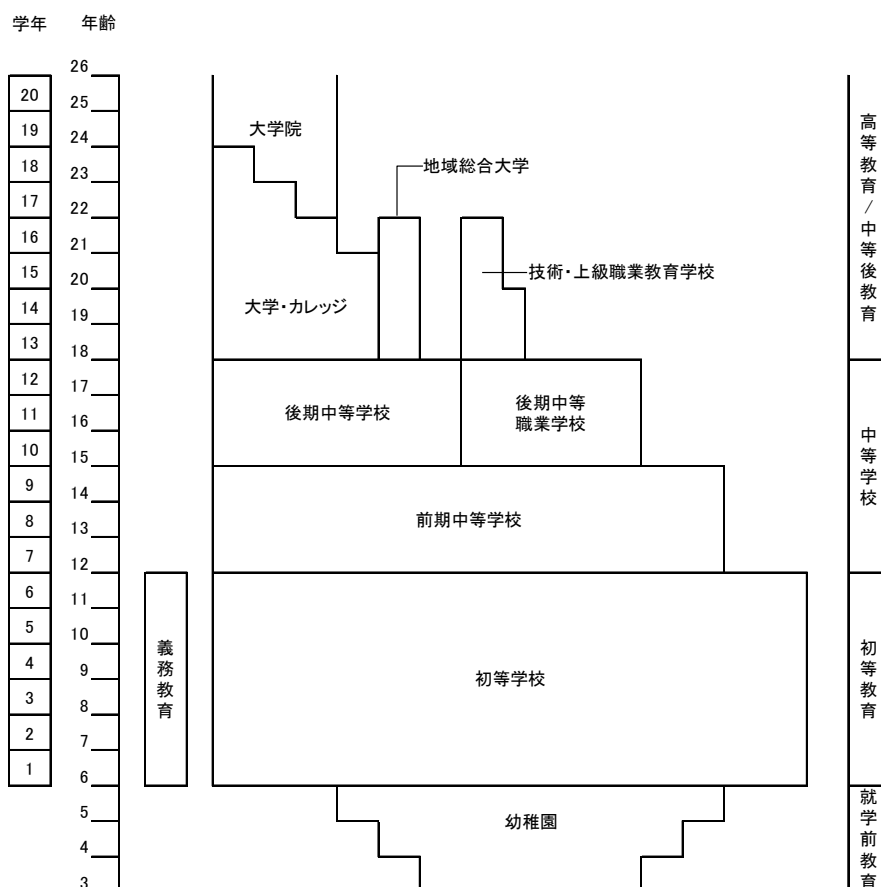 学年 年齢
26
20
25
19
24
18
23
17
22
16
21
15
20
14
19
13
18
12
17
11
16
10
15
9
14
8
13
7
12
6
11
5
10
4
9
3
8
2
7
1
6
5
4
3
義務教育
大学院
地域総合大学
技術・上級職業教育学校
大学・カレッジ
後期中等学校
後期中等
職業学校
前期中等学校
初等学校
幼稚園
高等教育/中等後教育
中等学校
初等教育
就学前教育